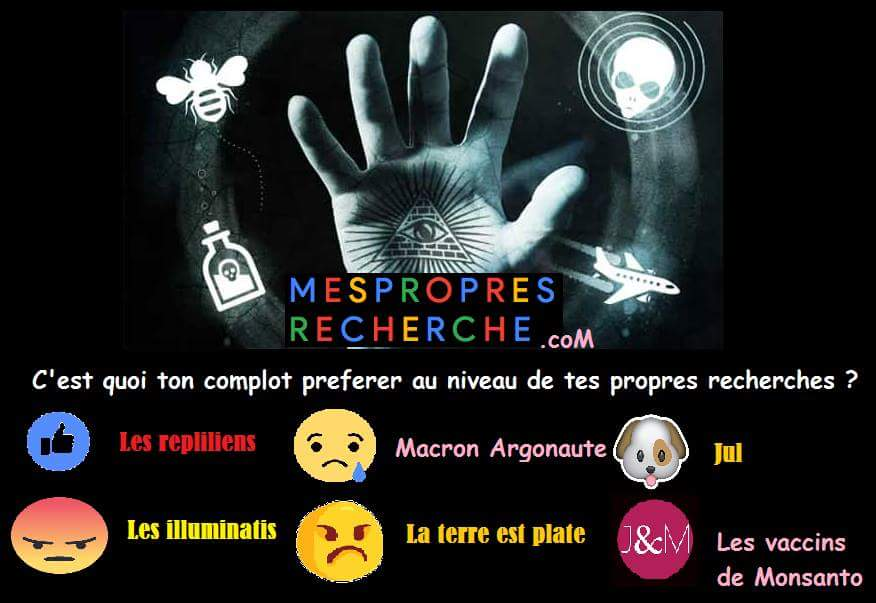 MESPROPRES
RECHERCHE.coM
C'est quoi ton complot preferer au niveau de tes propres recherches ?
Les repliliens
Macron Argonaute
Jul
Les illuminatis
La terre est plate
J&M
Les vaccins
de Monsanto